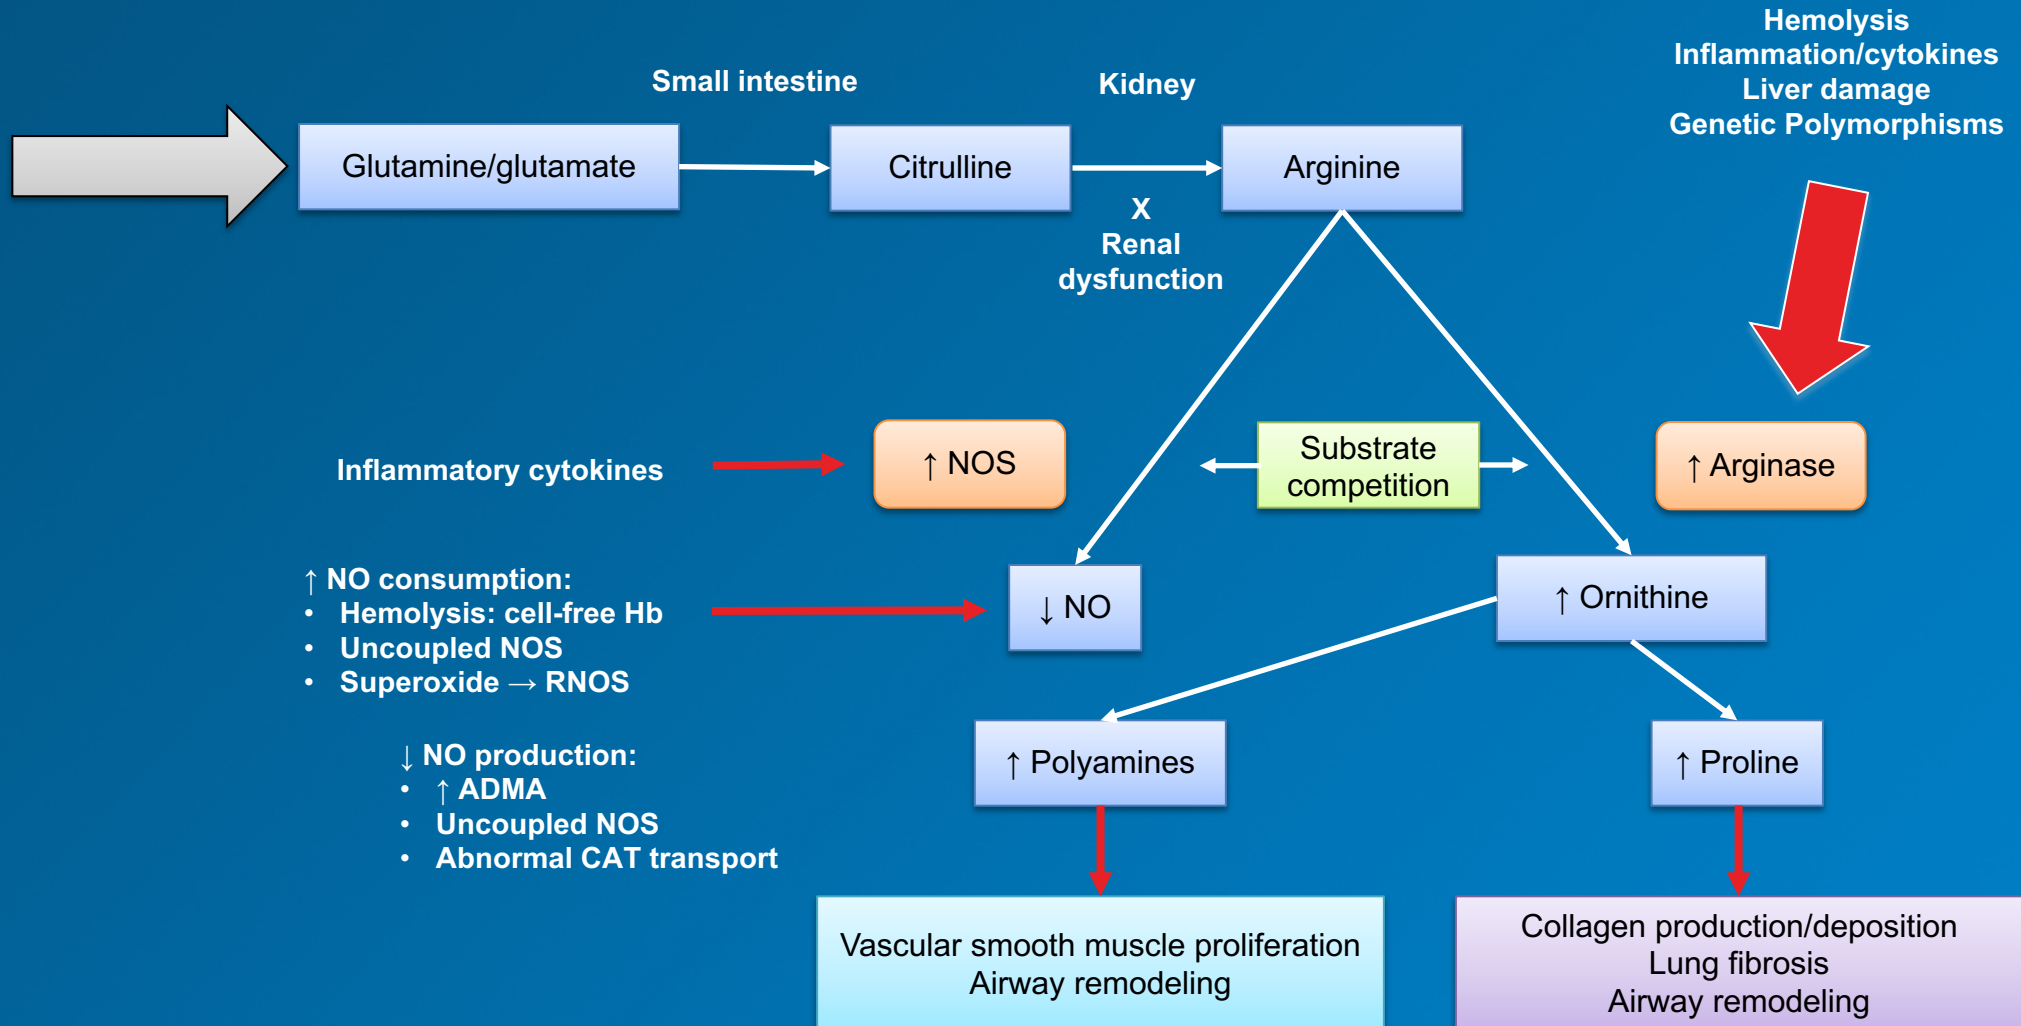 Hemolysis
Inflammation/cytokines
Liver damage
Genetic Polymorphisms
Small intestine
Kidney
Glutamine/glutamate
Citrulline
Arginine
X
Renal
dysfunction
Inflammatory cytokines
↑ NOS
Substrate
competition
↑ Arginase
↑ NO consumption:
• Hemolysis: cell-free Hb
• Uncoupled NOS
• Superoxide → RNOS
↓ NO
↑ Ornithine
↓ NO production:
• ↑ ADMA
• Uncoupled NOS
• Abnormal CAT transport
↑ Polyamines
↑ Proline
Vascular smooth muscle proliferation
Airway remodeling
Collagen production/deposition
Lung fibrosis
Airway remodeling